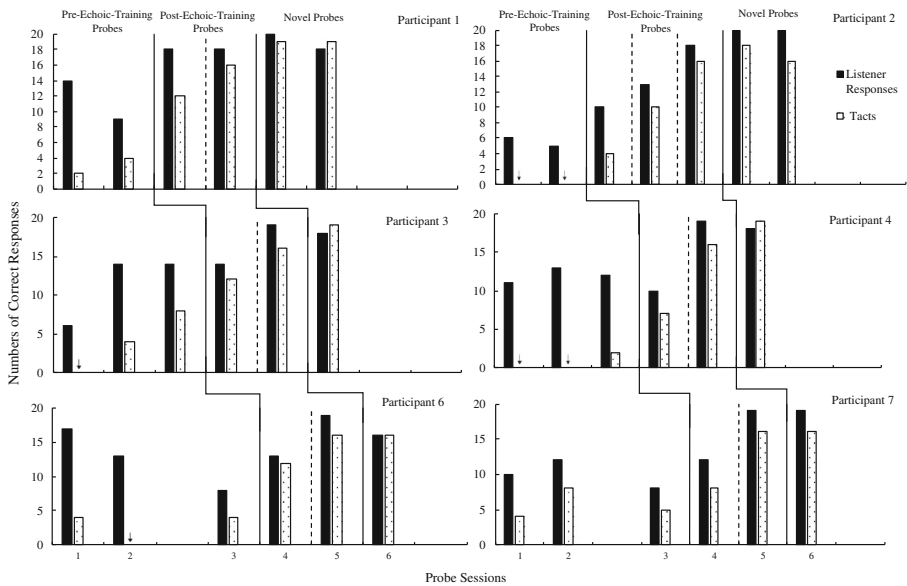 Pre-Echoic-Training
Probes
Post-Echoic-Training
Probes
Novel Probes
Participant 1
20
18
16
14
12
10
8
6
4
2
0
Pre-Echoic-Training
Probes
Post-Echoic-Training
Probes
Novel Probes
Participant 2
20
18
16
14
12
10
8
6
4
2
0
Listener
Responses
Tacts
Numbers of Correct Responses
Participant 3
20
15
10
5
0
Participant 4
20
15
10
5
0
Participant 6
20
15
10
5
0
1 2 3 4 5 6
Participant 7
20
15
10
5
0
1 2 3 4 5 6
Probe Sessions